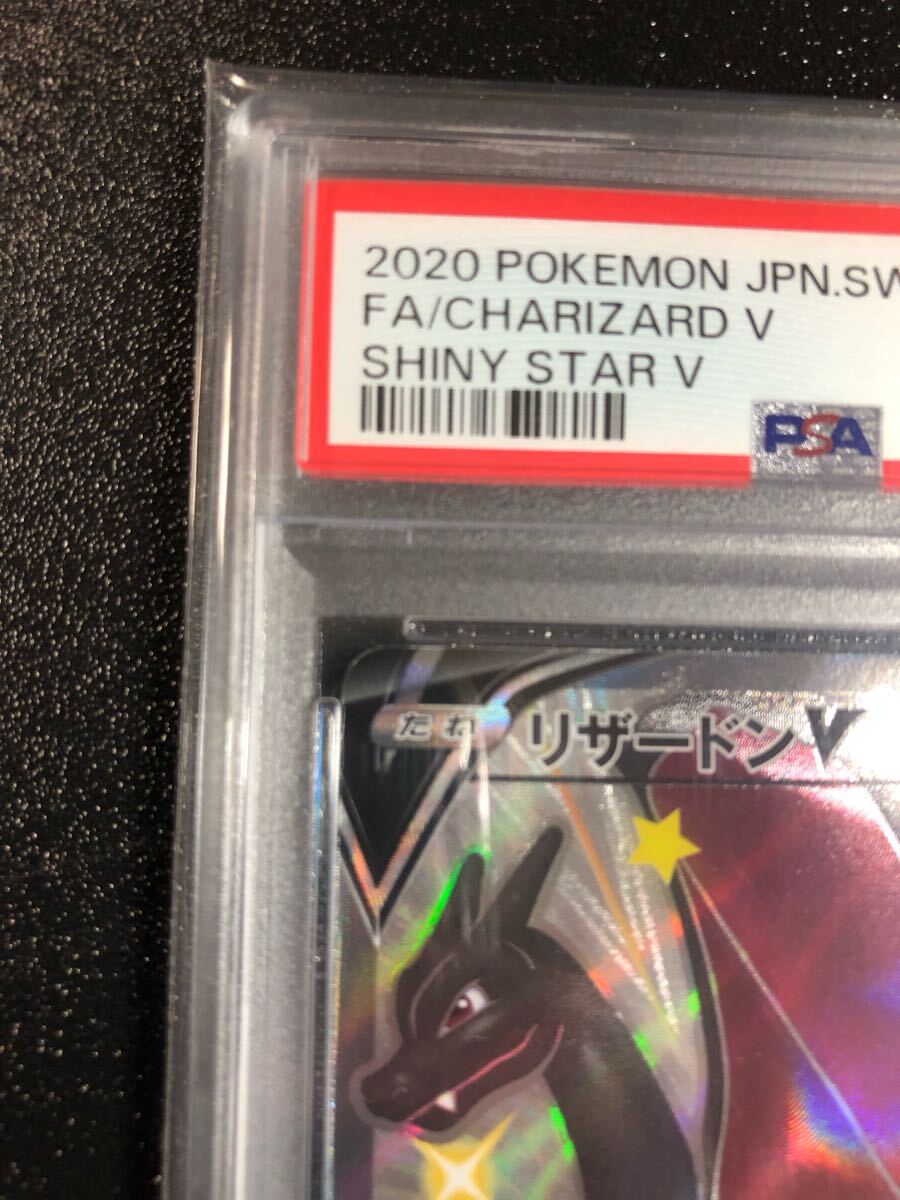 2020 POKEMON JPN.SW
FA/CHARIZARD V
SHINY STAR V
PSA
たね リザードンV